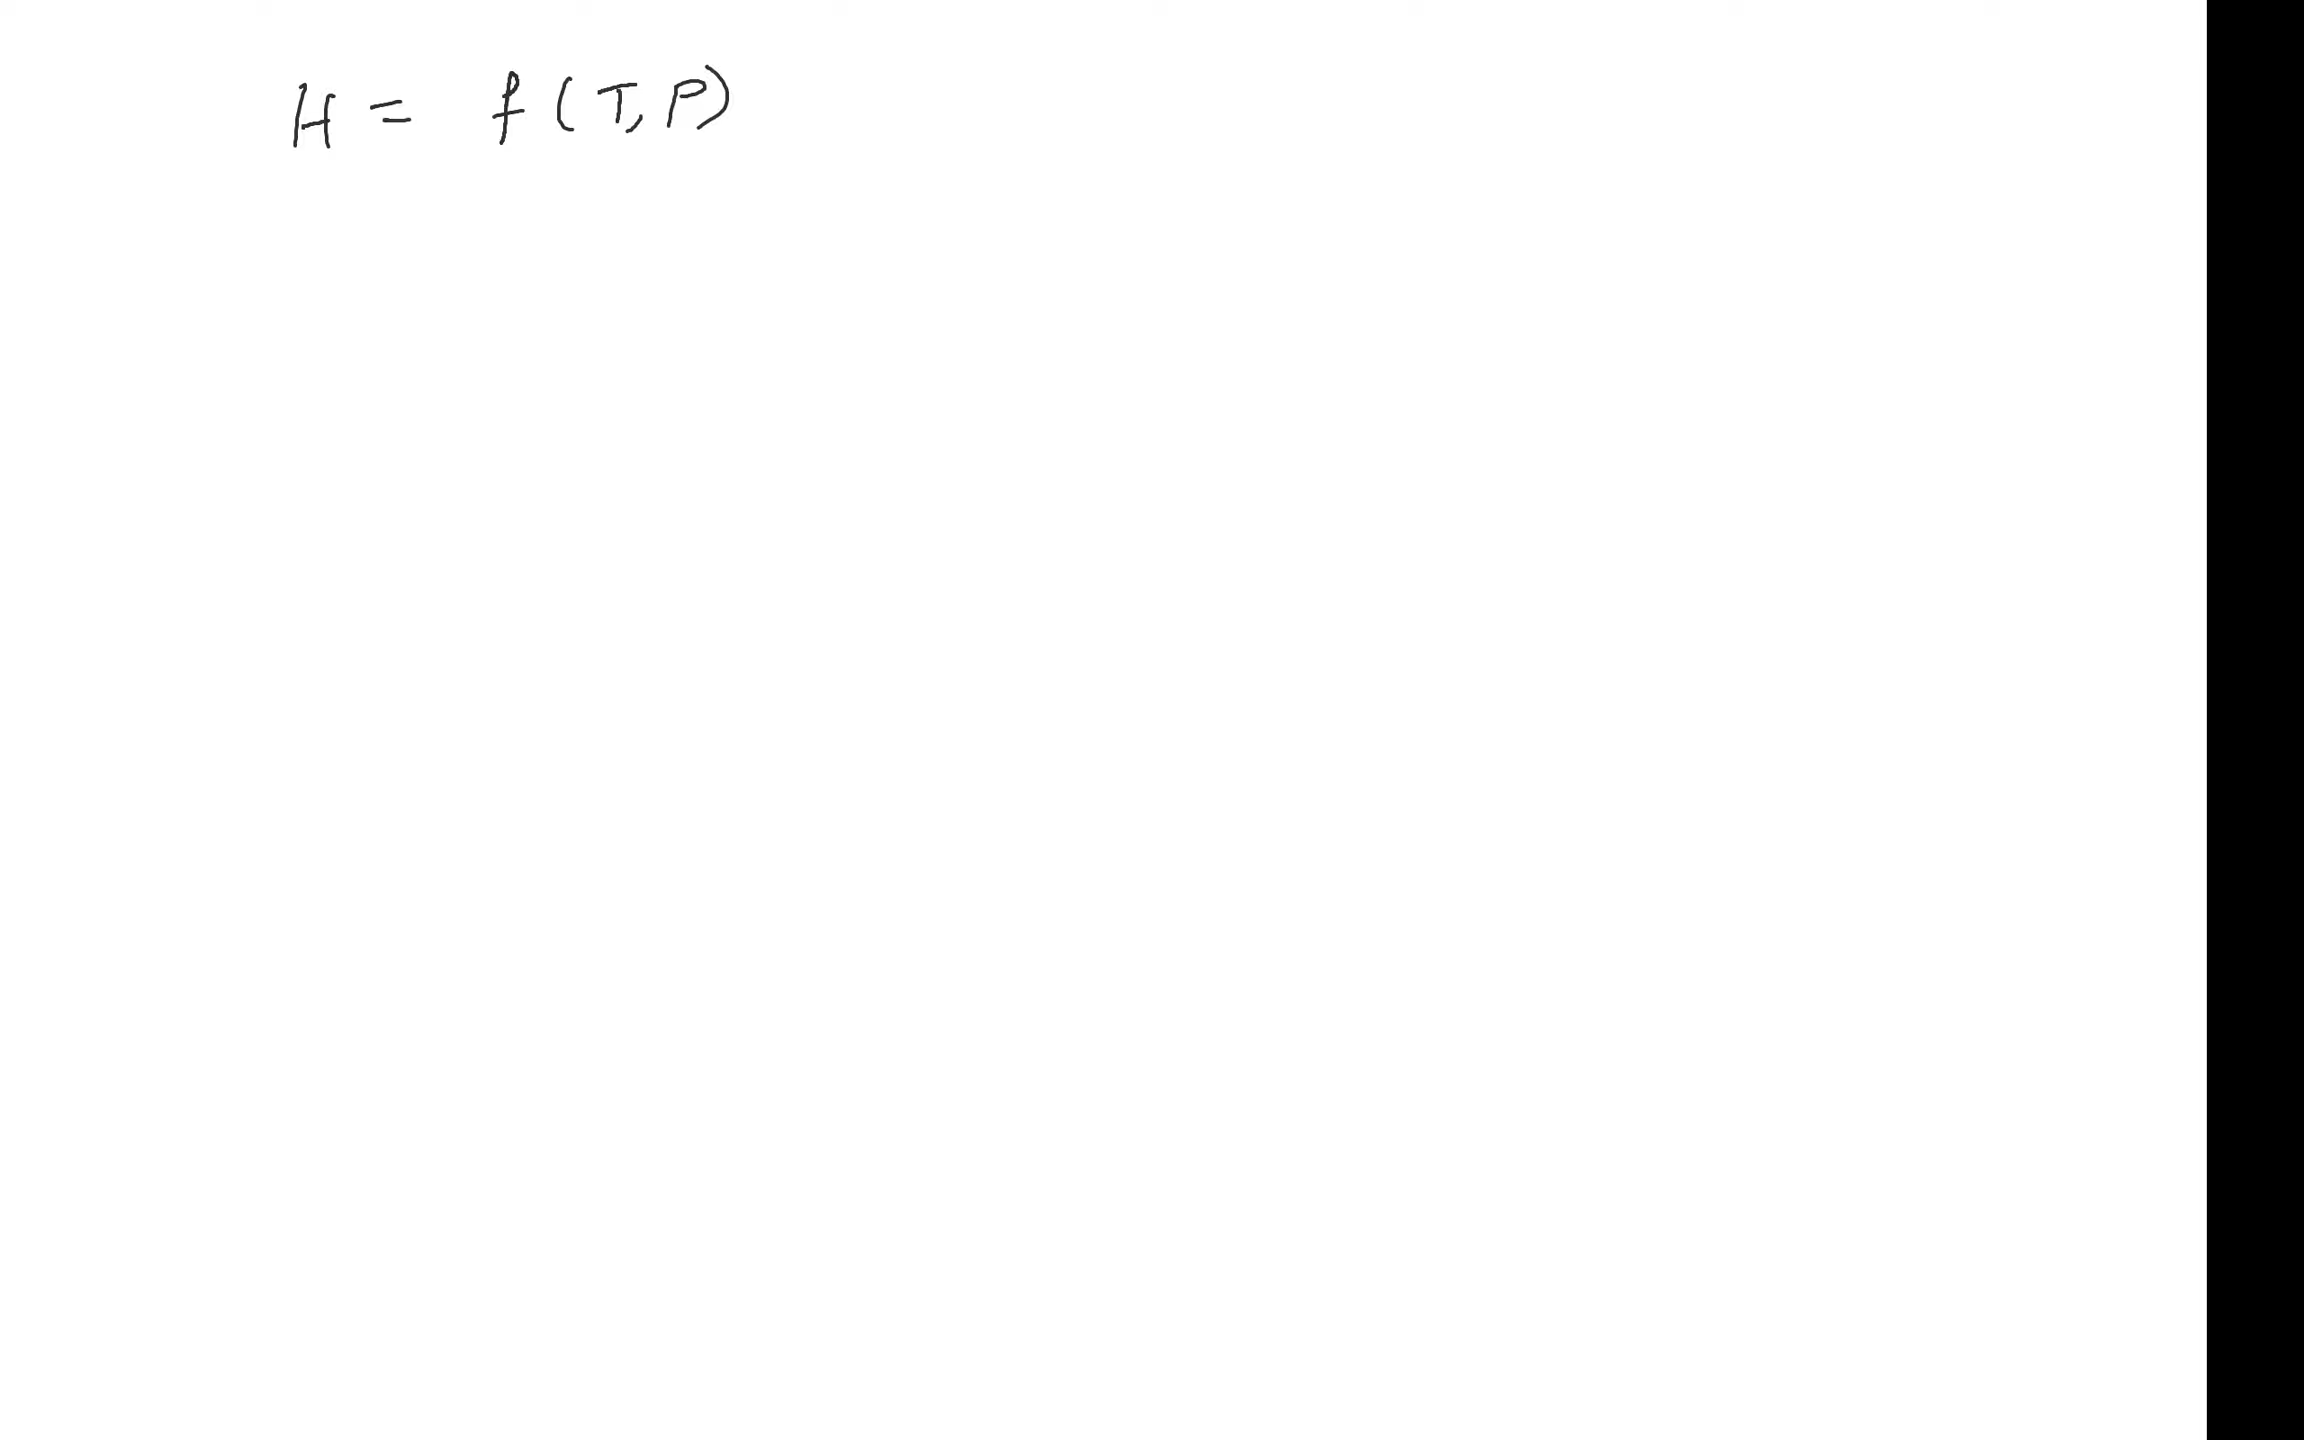 H = f (T, P)